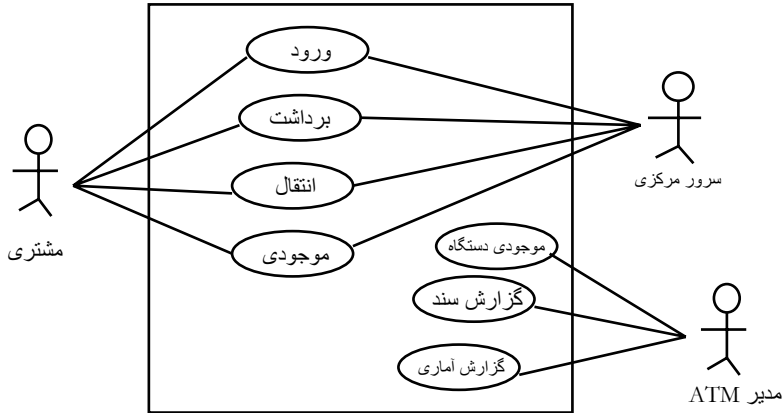 ورود
برداشت
انتقال
موجودی
مشتری
سرور مرکزی
موجودی دستگاه
گزارش سند
گزارش آماری
مدیر ATM